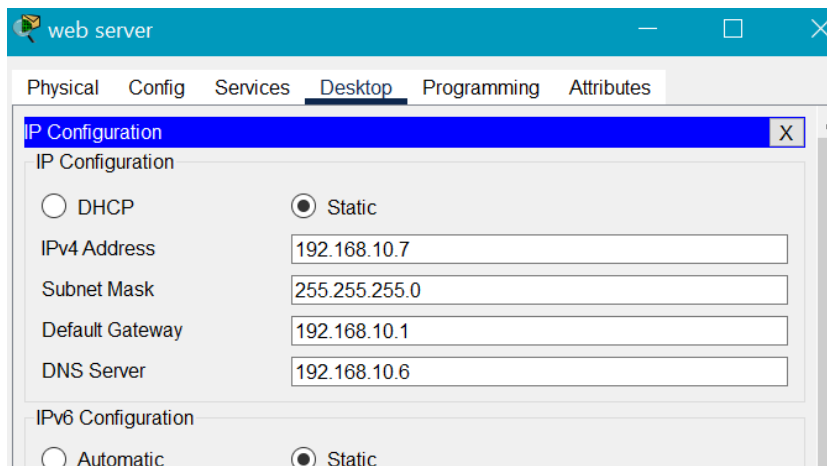 web server
Physical Config Services Desktop Programming Attributes
IP Configuration X
IP Configuration
DHCP Static
IPv4 Address 192.168.10.7
Subnet Mask 255.255.255.0
Default Gateway 192.168.10.1
DNS Server 192.168.10.6
IPv6 Configuration
Automatic Static